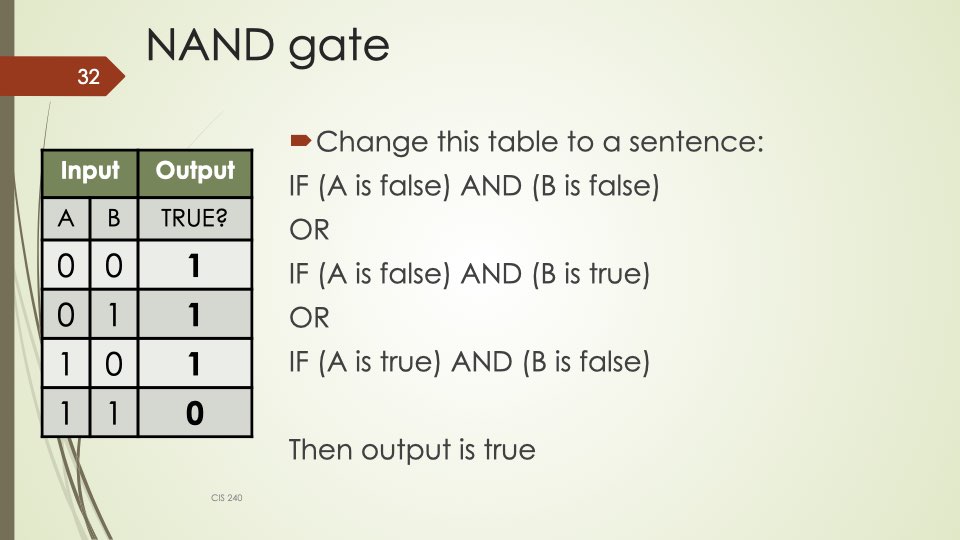 NAND gate
32
Change this table to a sentence:
IF (A is false) AND (B is false)
OR
IF (A is false) AND (B is true)
OR
IF (A is true) AND (B is false)
Then output is true
Input Output
A B TRUE?
0 0 1
0 1 1
1 0 1
1 1 0
CIS 240